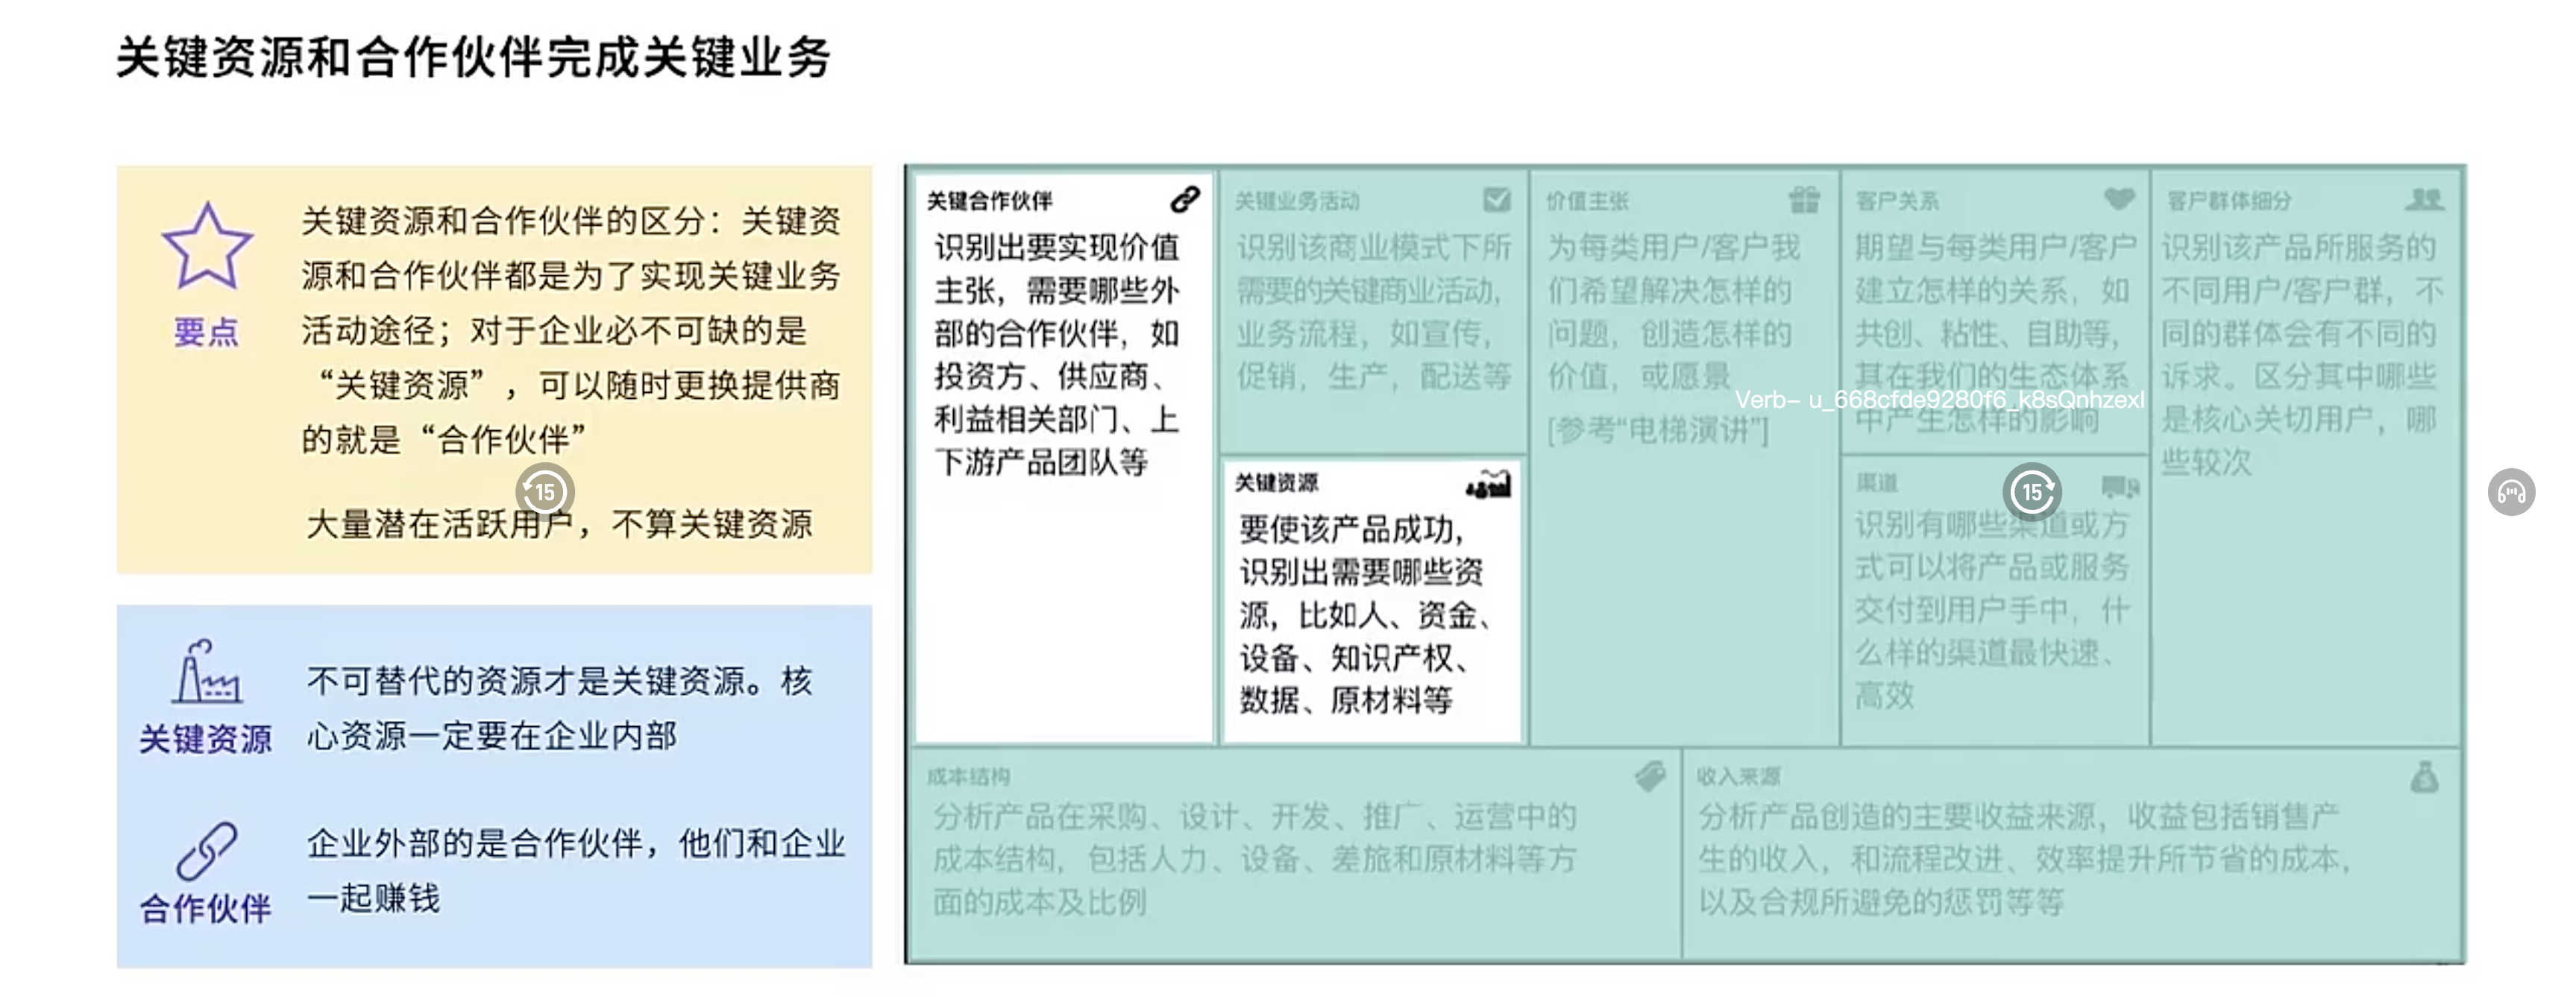 关键资源和合作伙伴完成关键业务
要点
关键资源和合作伙伴的区分：关键资
源和合作伙伴都是为了实现关键业务
活动途径；对于企业必不可缺的是
“关键资源”，可以随时更换提供商
的就是“合作伙伴”
大量潜在活跃用户，不算关键资源
关键资源
不可替代的资源才是关键资源。核
心资源一定要在企业内部
合作伙伴
企业外部的是合作伙伴，他们和企业
一起赚钱
关键合作伙伴
识别出要实现价值
主张，需要哪些外
部的合作伙伴，如
投资方、供应商、
利益相关部门、上
下游产品团队等
关键业务活动
识别该商业模式下所
需要的关键商业活动，
业务流程，如宣传，
促销，生产，配送等
关键资源
要使该产品成功，
识别出需要哪些资
源，比如人、资金、
设备、知识产权、
数据、原材料等
价值主张
为每类用户/客户我
们希望解决怎样的
问题，创造怎样的
价值，或愿景
[参考“电梯演讲”]
客户关系
期望与每类用户/客户
建立怎样的关系，如
共创、粘性、自助等，
其在我们的生态体系
中产生怎样的影响
渠道
识别有哪些渠道或方
式可以将产品或服务
交付到用户手中，什
么样的渠道最快速、
高效
客户群体细分
识别该产品所服务的
不同用户/客户群，不
同的群体会有不同的
诉求。区分其中哪些
是核心关切用户，哪
些较次
成本结构
分析产品在采购、设计、开发、推广、运营中的
成本结构，包括人力、设备、差旅和原材料等方
面的成本及比例
收入来源
分析产品创造的主要收益来源，收益包括销售产
生的收入，和流程改进、效率提升所节省的成本，
以及合规所避免的惩罚等等
Verb– u_668cfde9280f6_k8sQnhzexl
15
15